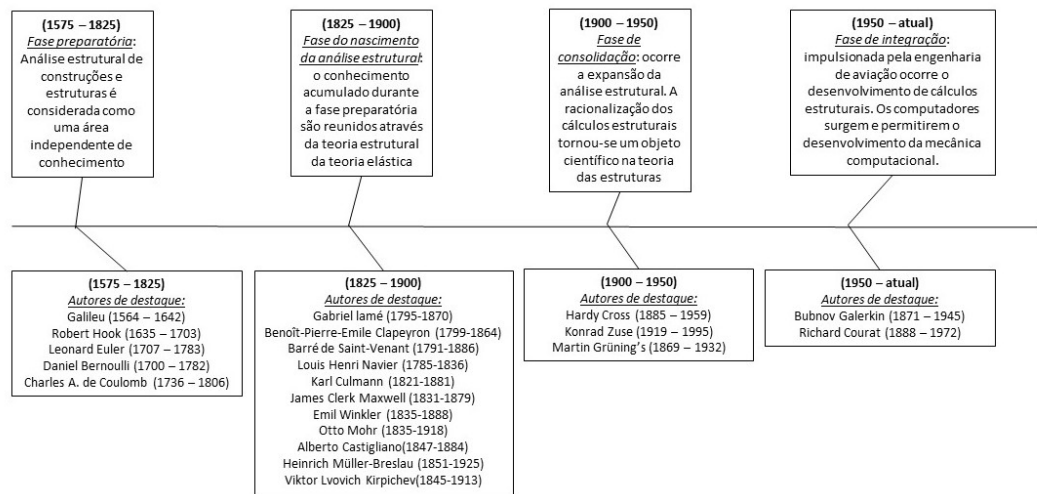 (1575 – 1825)
Fase preparatória:
Análise estrutural de
construções e
estruturas é
considerada como
uma área
independente de
conhecimento
(1825 - 1900)
Fase do nascimento
da análise estrutural:
o conhecimento
acumulado durante
a fase preparatória
são reunidos através
da teoria estrutural
da teoria elástica
(1900 - 1950)
Fase de
consolidação: ocorre
a expansão da
análise estrutural. A
racionalização dos
cálculos estruturais
tornou-se um objeto
científico na teoria
das estruturas
(1950 - atual)
Fase de integração:
impulsionada pela engenharia
de aviação ocorre o
desenvolvimento de cálculos
estruturais. Os computadores
surgem e permitirem o
desenvolvimento da mecânica
computacional.
(1575 – 1825)
Autores de destaque:
Galileu (1564 – 1642)
Robert Hook (1635 – 1703)
Leonard Euler (1707 – 1783)
Daniel Bernoulli (1700 – 1782)
Charles A. de Coulomb (1736 – 1806)
(1825 – 1900)
Autores de destaque:
Gabriel lamé (1795-1870)
Benoît-Pierre-Emile Clapeyron (1799-1864)
Barré de Saint-Venant (1791-1886)
Louis Henri Navier (1785-1836)
Karl Culmann (1821-1881)
James Clerk Maxwell (1831-1879)
Emil Winkler (1835-1888)
Otto Mohr (1835-1918)
Alberto Castigliano(1847-1884)
Heinrich Müller-Breslau (1851-1925)
Viktor Lvovich Kirpichev(1845-1913)
(1900 – 1950)
Autores de destaque:
Hardy Cross (1885 – 1959)
Konrad Zuse (1919 – 1995)
Martin Grüning's (1869 – 1932)
(1950 – atual)
Autores de destaque:
Bubnov Galerkin (1871 – 1945)
Richard Courat (1888 – 1972)